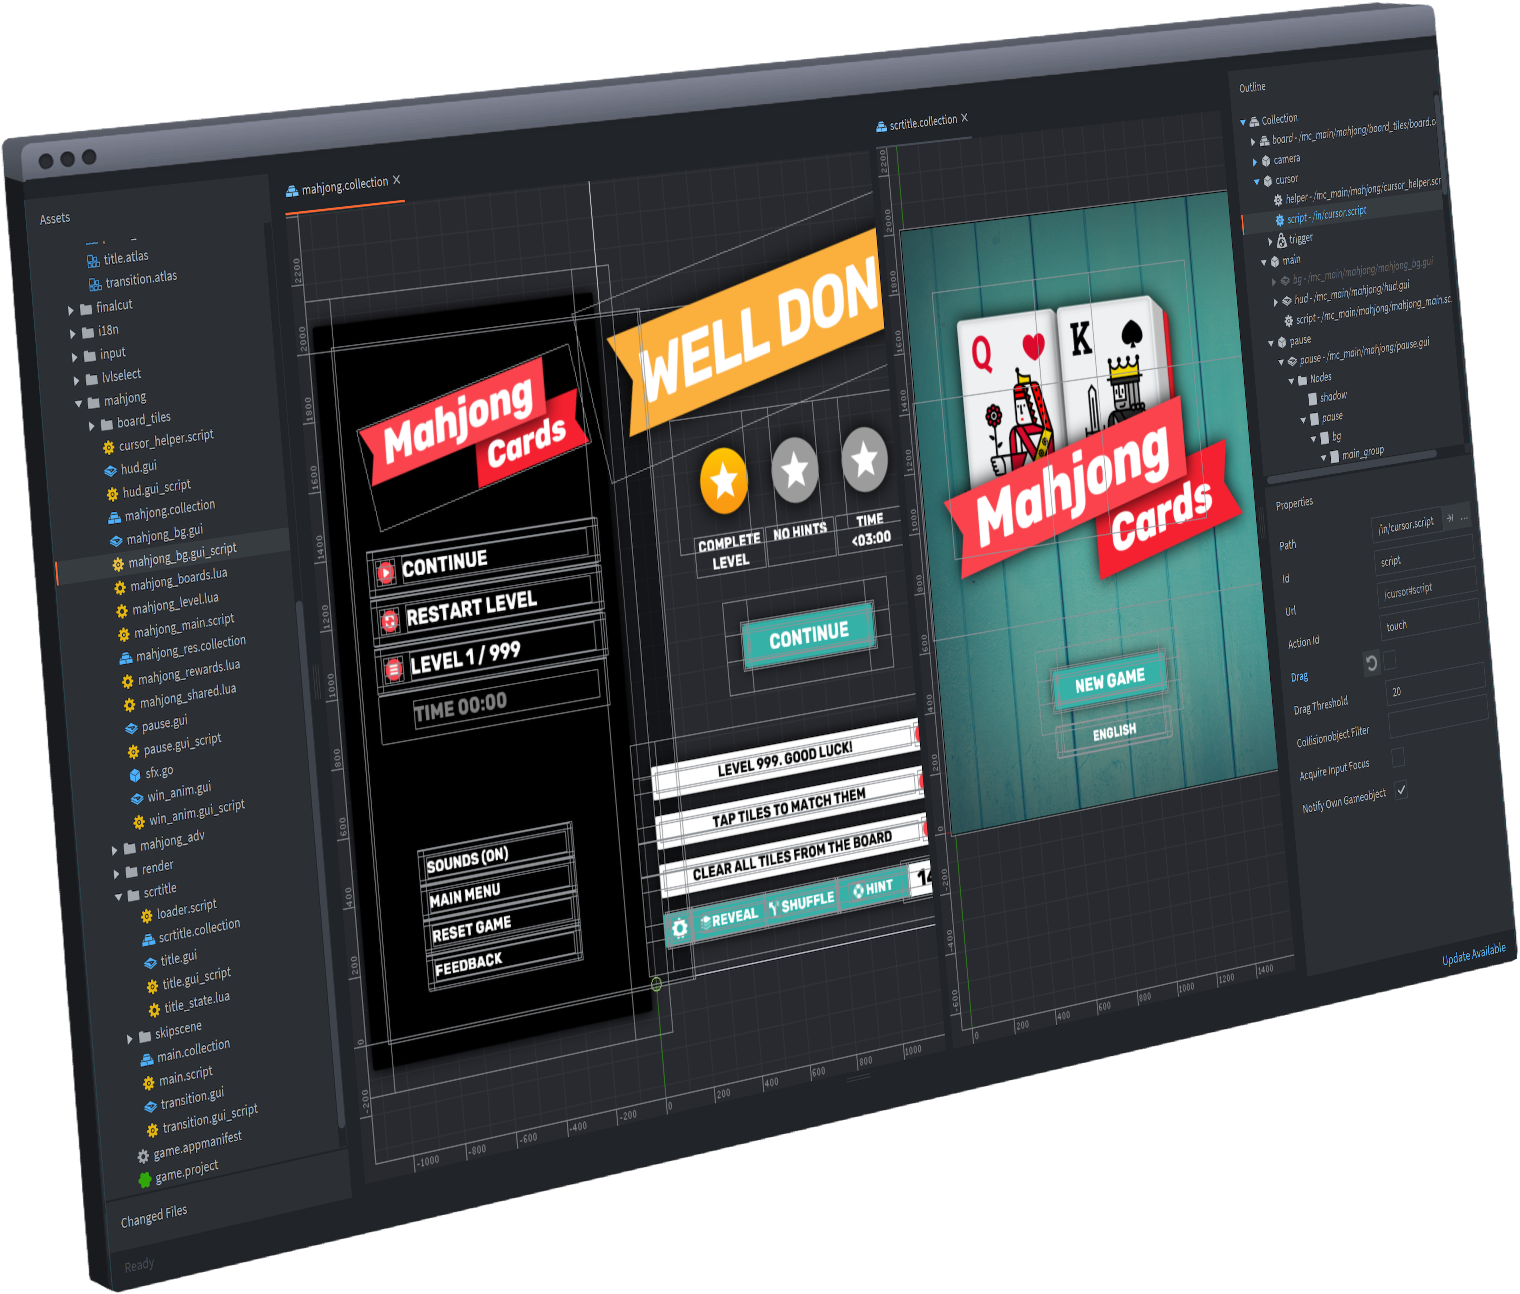 Assets
title.atlas
transition.atlas
finalcut
i18n
input
lvlselect
mahjong
board_tiles
cursor_helper.script
hud.gui
hud.gui_script
mahjong.collection
mahjong_bg.gui
mahjong_bg.gui_script
mahjong_boards.lua
mahjong_level.lua
mahjong_main.script
mahjong_res.collection
mahjong_rewards.lua
mahjong_shared.lua
pause.gui
pause.gui_script
sfx.go
win_anim.gui
win_anim.gui_script
mahjong_adv
render
scrtitle
loader.script
scrtitle.collection
title.gui
title.gui_script
title_state.lua
skipscene
main.collection
main.script
transition.gui
transition.gui_script
game.appmanifest
game.project
Changed Files
Ready
mahjong.collection X
2200
2000
1800
1600
1400
1200
1000
800
600
400
200
0
-200
-1000 -800 -600 -400 -200 0 200 400 600 800 1000
Mahjong
Cards
CONTINUE
RESTART LEVEL
LEVEL 1 / 999
TIME 00:00
SOUNDS (ON)
MAIN MENU
RESET GAME
FEEDBACK
WELL DON
COMPLETE
LEVEL
NO HINTS
TIME
<03:00
CONTINUE
LEVEL 999. GOOD LUCK!
TAP TILES TO MATCH THEM
CLEAR ALL TILES FROM THE BOARD
REVEAL SHUFFLE HINT 14
scrtitle.collection X
2200
2000
1800
1600
1400
1200
1000
800
600
400
200
0
-200
-400
-600
0 200 400 600 800 1000 1200 1400
Q K
Mahjong
Cards
NEW GAME
ENGLISH
Outline
Collection
board - /mc_main/mahjong/board_tiles/board.c
camera
cursor
helper - /mc_main/mahjong/cursor_helper.scr
script - /in/cursor.script
trigger
main
bg - /mc_main/mahjong/mahjong_bg.gui
hud - /mc_main/mahjong/hud.gui
script - /mc_main/mahjong/mahjong_main.sc
pause
pause - /mc_main/mahjong/pause.gui
Nodes
shadow
pause
bg
main_group
Properties
Path /in/cursor.script ...
Id script
Url /cursor#script
Action Id touch
Drag
Drag Threshold 20
Collisionobject Filter
Acquire Input Focus
Notify Own Gameobject
Update Available